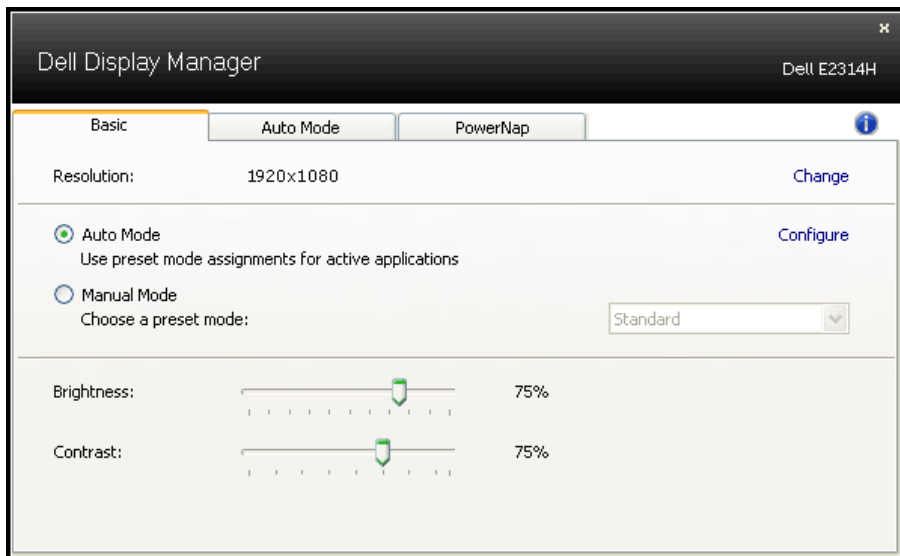 x
Dell Display Manager
Dell E2314H
Basic
Auto Mode
PowerNap
i
Resolution:
1920x1080
Change
Auto Mode
Configure
Use preset mode assignments for active applications
Manual Mode
Choose a preset mode:
Standard
Brightness:
75%
Contrast:
75%